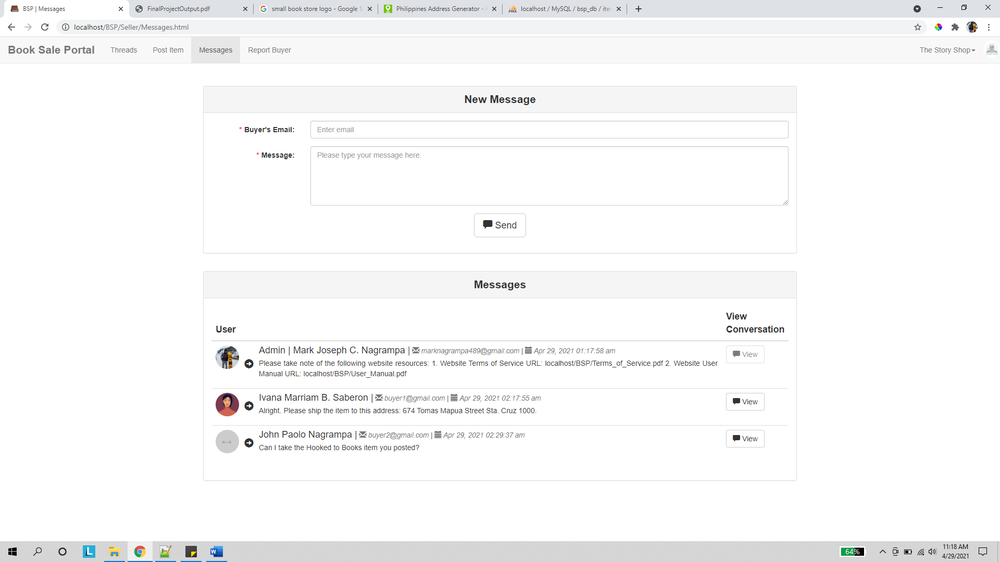 BSP | Messages
FinalProjectOutput.pdf
small book store logo - Google S
Philippines Address Generator - F
localhost / MySQL / bsp_db / iter
localhost/BSP/Seller/Messages.html
Book Sale Portal
Threads
Post Item
Messages
Report Buyer
The Story Shop
New Message
* Buyer's Email:
Enter email
* Message:
Please type your message here.
Send
Messages
User
View
Conversation
Admin | Mark Joseph C. Nagrampa | marknagrampa489@gmail.com | Apr 29, 2021 01:17:58 am
Please take note of the following website resources: 1. Website Terms of Service URL: localhost/BSP/Terms_of_Service.pdf 2. Website User
Manual URL: localhost/BSP/User_Manual.pdf
View
Ivana Marriam B. Saberon | buyer1@gmail.com | Apr 29, 2021 02:17:55 am
Alright. Please ship the item to this address: 674 Tomas Mapua Street Sta. Cruz 1000.
View
John Paolo Nagrampa | buyer2@gmail.com | Apr 29, 2021 02:29:37 am
Can I take the Hooked to Books item you posted?
View
64%
11:18 AM
4/29/2021